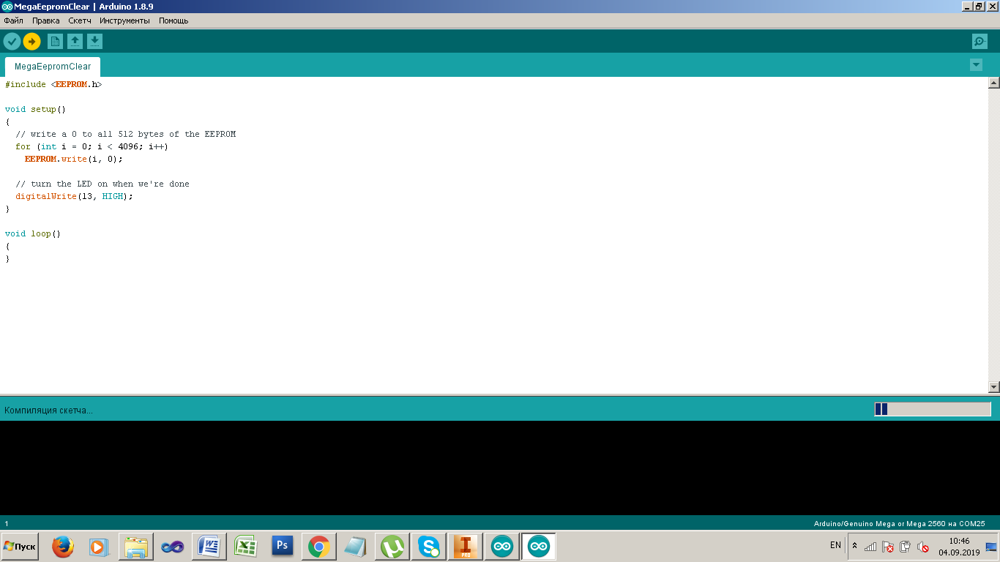 MegaEepromClear | Arduino 1.8.9
Файл Правка Скетч Инструменты Помощь
MegaEepromClear
#include <EEPROM.h>
void setup()
{
// write a 0 to all 512 bytes of the EEPROM
for (int i = 0; i < 4096; i++)
EEPROM.write(i, 0);
// turn the LED on when we're done
digitalWrite(13, HIGH);
}
void loop()
{
}
Компиляция скетча...
1
Arduino/Genuino Mega or Mega 2560 на COM25
Пуск
Ps
I
PRO
EN
10:46
04.09.2019